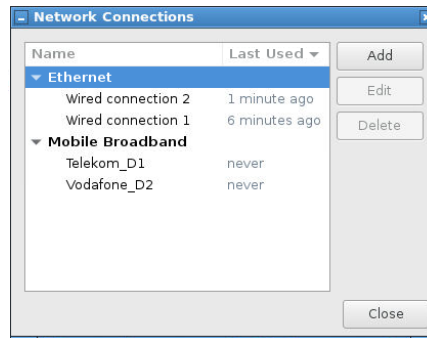 Network Connections
Name Last Used
Add
Ethernet
Edit
Wired connection 2 1 minute ago
Wired connection 1 6 minutes ago
Delete
Mobile Broadband
Telekom_D1 never
Vodafone_D2 never
Close